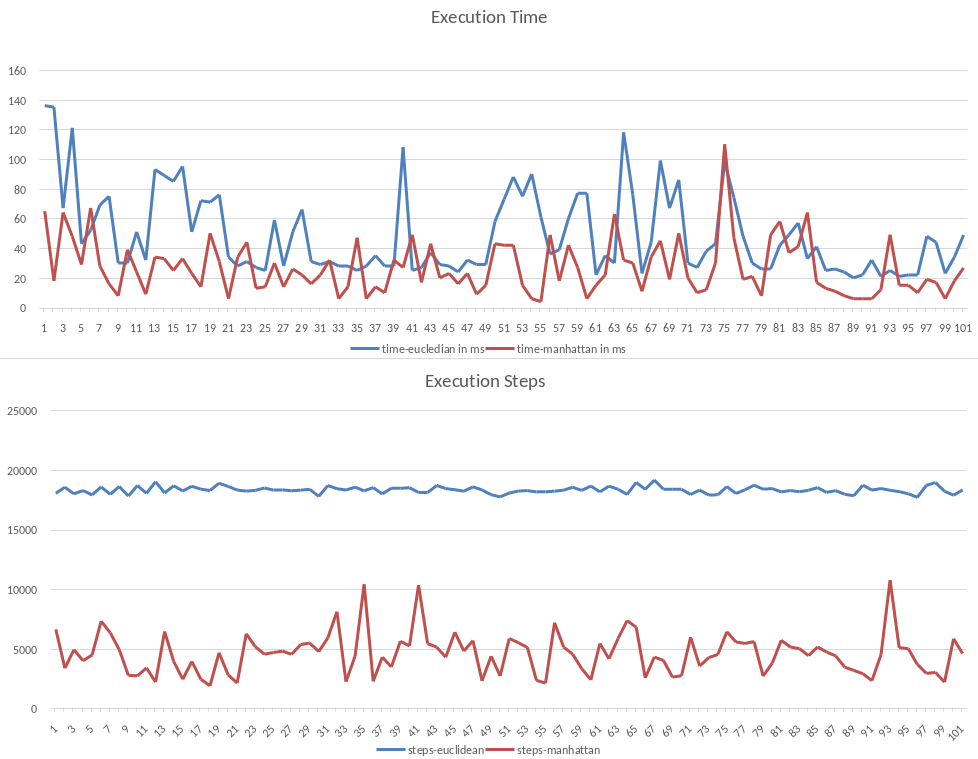 Execution Time
160
140
120
100
80
60
40
20
0
1 3 5 7 9 11 13 15 17 19 21 23 25 27 29 31 33 35 37 39 41 43 45 47 49 51 53 55 57 59 61 63 65 67 69 71 73 75 77 79 81 83 85 87 89 91 93 95 97 99 101
time-eucledian in ms time-manhattan in ms
Execution Steps
25000
20000
15000
10000
5000
0
1 3 5 7 9 11 13 15 17 19 21 23 25 27 29 31 33 35 37 39 41 43 45 47 49 51 53 55 57 59 61 63 65 67 69 71 73 75 77 79 81 83 85 87 89 91 93 95 97 99 101
steps-euclidean steps-manhattan